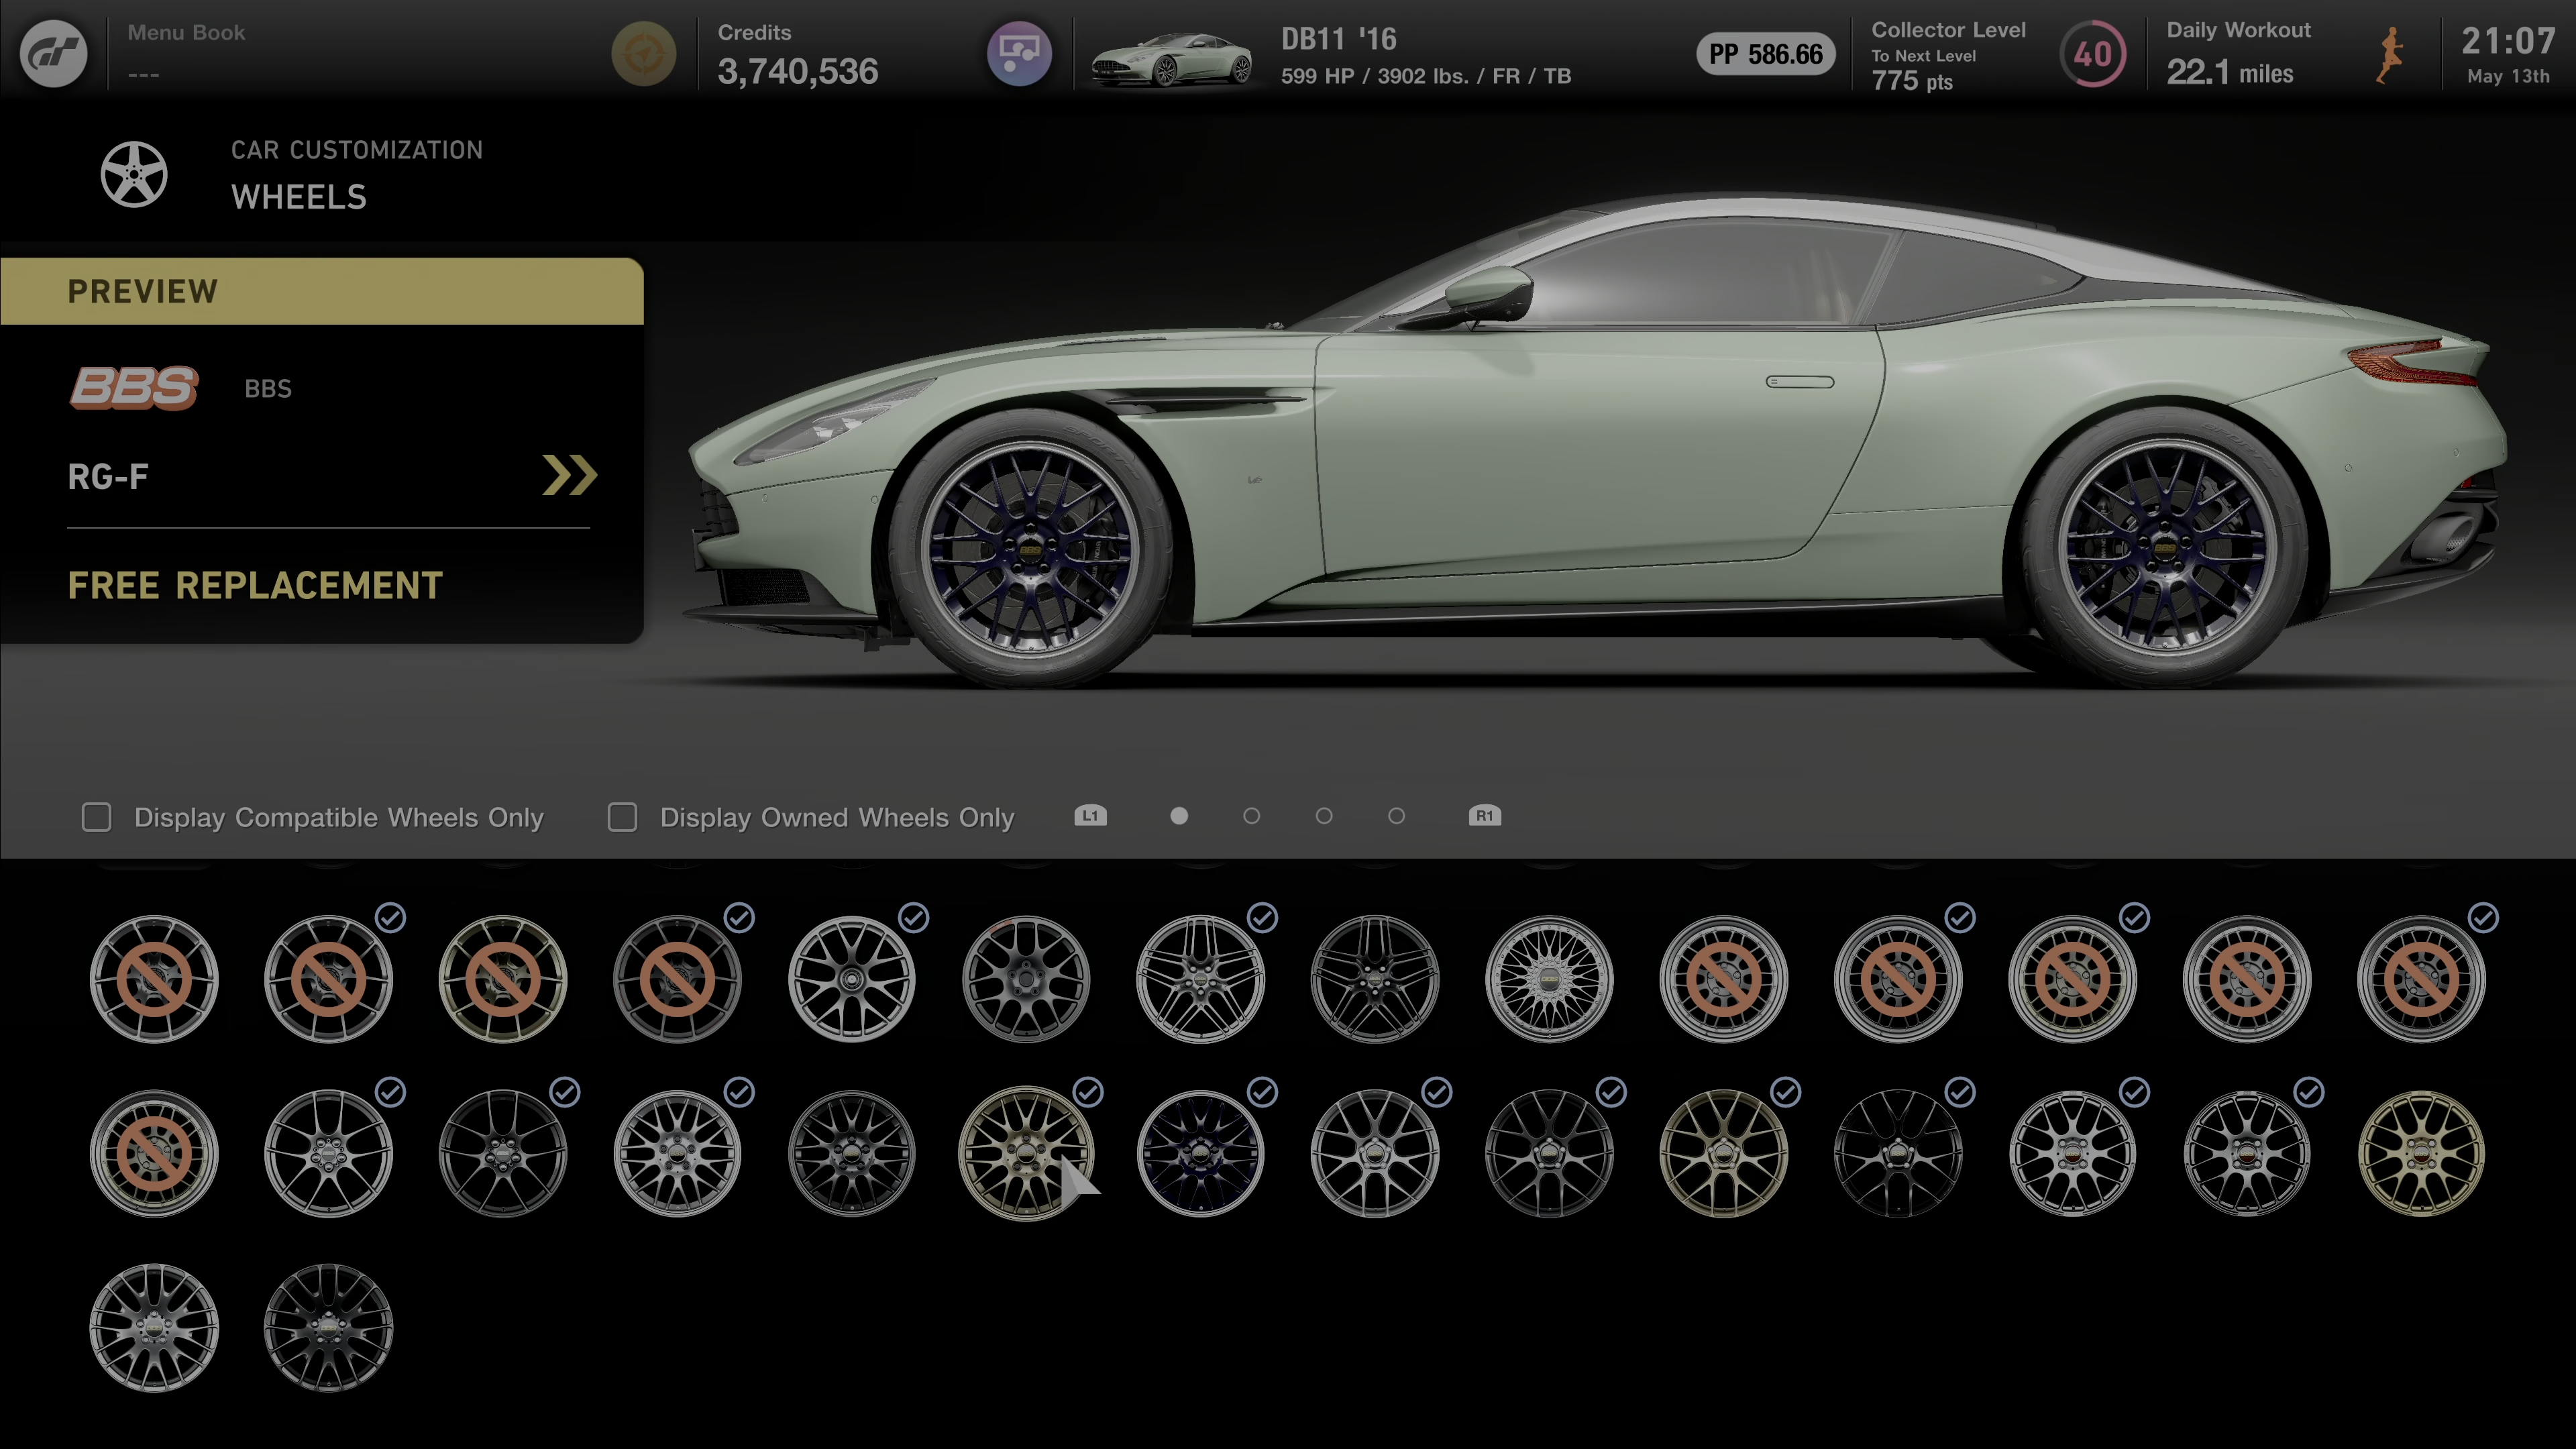 Menu Book
---
Credits
3,740,536
DB11 '16
599 HP / 3902 lbs. / FR / TB
PP 586.66
Collector Level
To Next Level
775 pts
40
Daily Workout
22.1 miles
21:07
May 13th
CAR CUSTOMIZATION
WHEELS
PREVIEW
BBS BBS
RG-F
FREE REPLACEMENT
Display Compatible Wheels Only
Display Owned Wheels Only
L1
R1